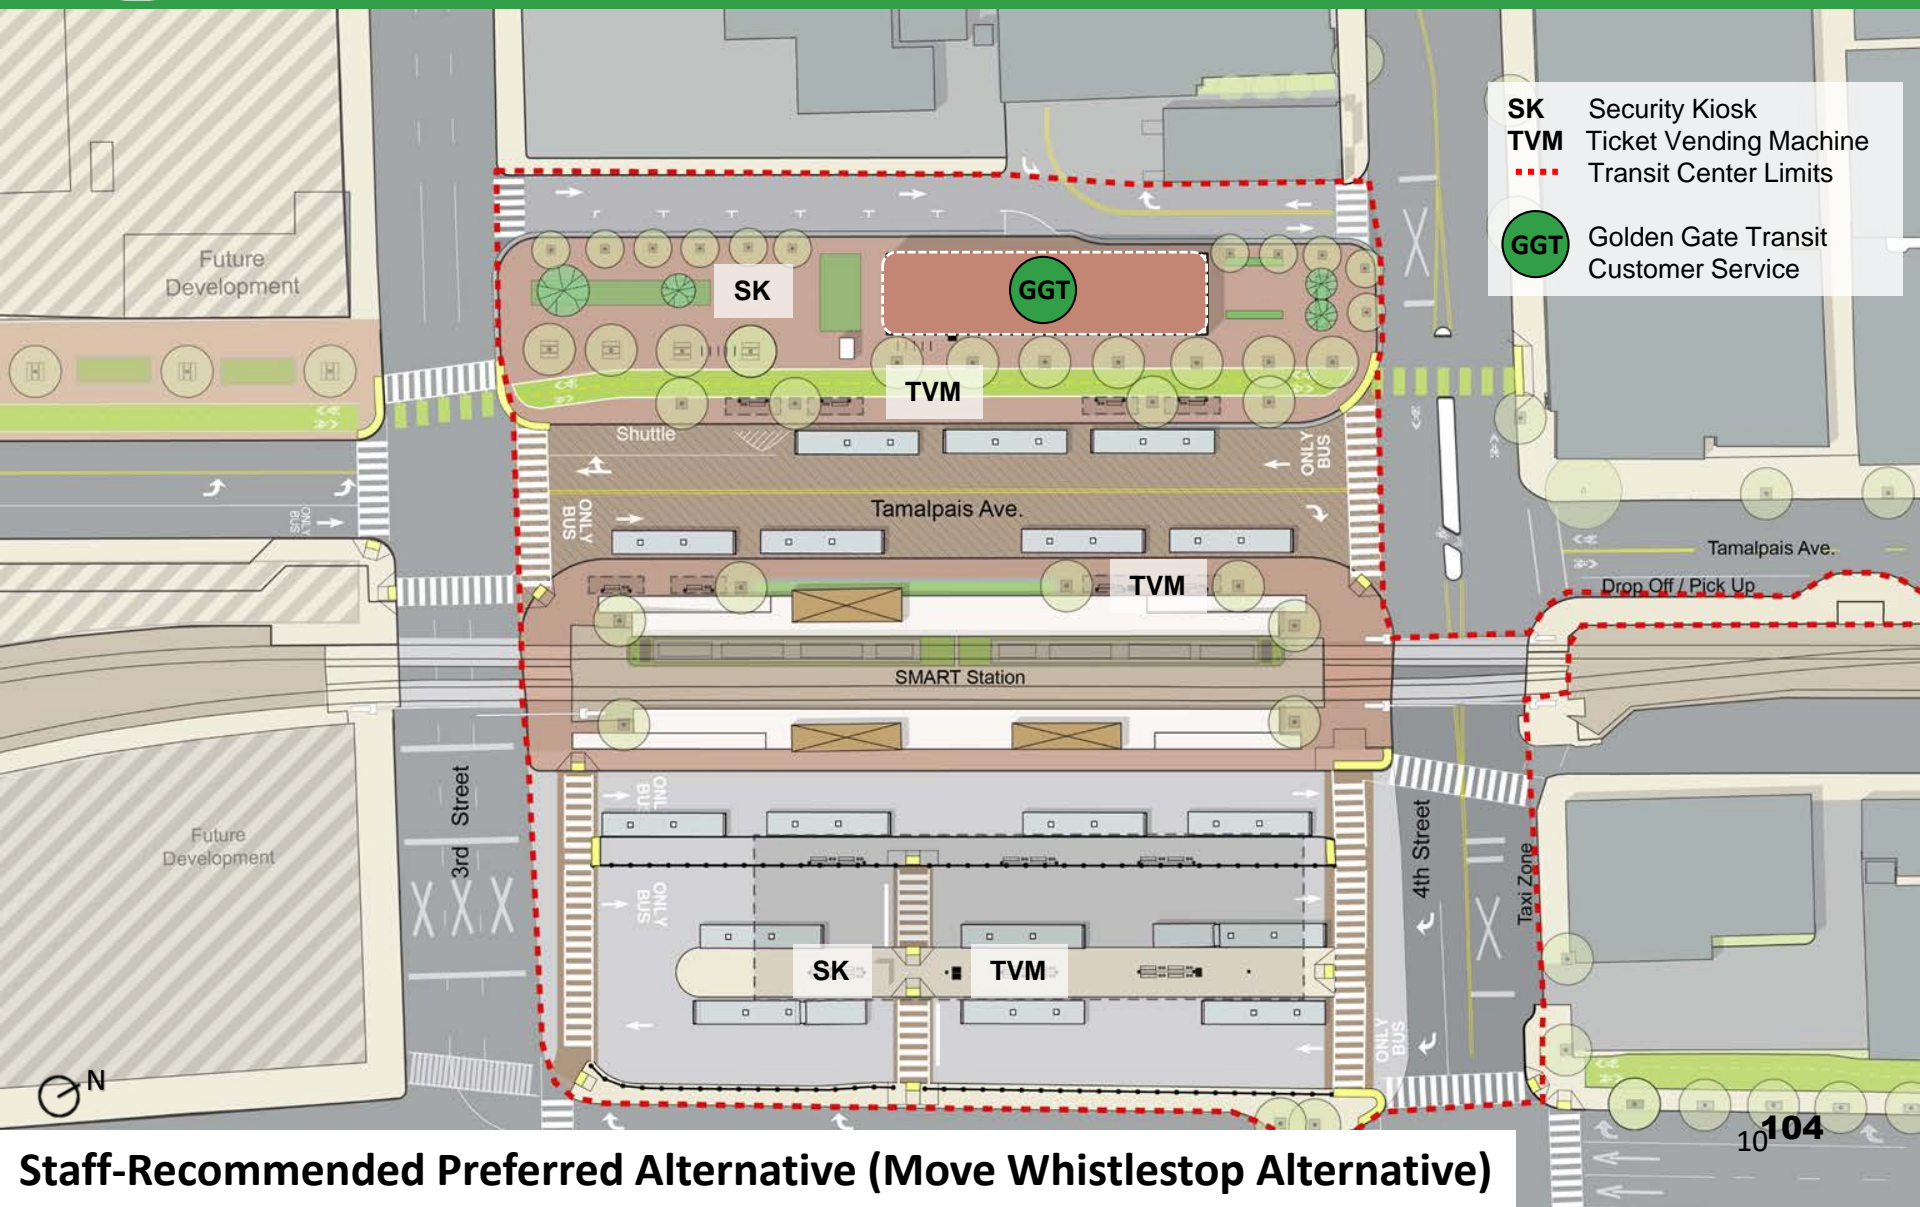 SK Security Kiosk
TVM Ticket Vending Machine
Transit Center Limits
GGT Golden Gate Transit
Customer Service
Future
Development
SK
GGT
TVM
Shuttle
ONLY
BUS
Tamalpais Ave.
ONLY
BUS
ONLY
BUS
Tamalpais Ave.
Drop Off / Pick Up
TVM
SMART Station
3rd Street
ONLY
BUS
4th Street
Future
Development
Taxi Zone
ONLY
BUS
SK
TVM
ONLY
BUS
N
10
104
Staff-Recommended Preferred Alternative (Move Whistlestop Alternative)